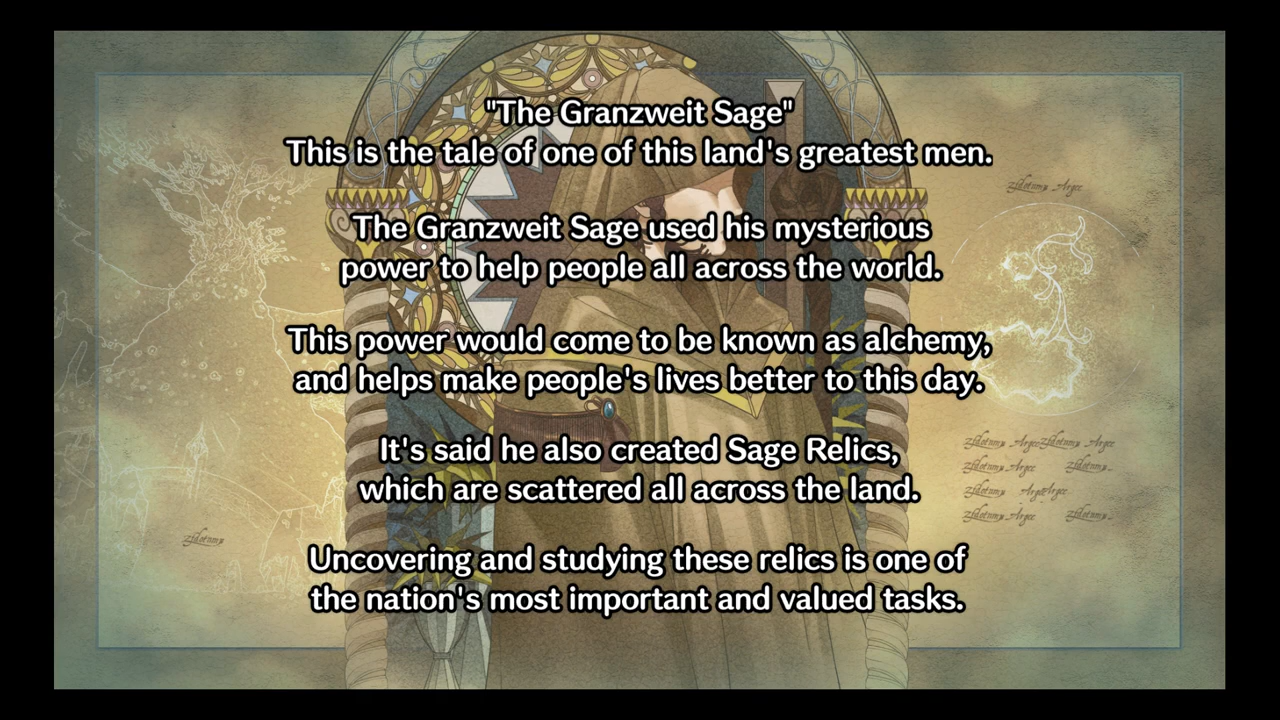 "The Granzweit Sage"
This is the tale of one of this land's greatest men.
The Granzweit Sage used his mysterious
power to help people all across the world.
This power would come to be known as alchemy,
and helps make people's lives better to this day.
It's said he also created Sage Relics,
which are scattered all across the land.
Uncovering and studying these relics is one of
the nation's most important and valued tasks.